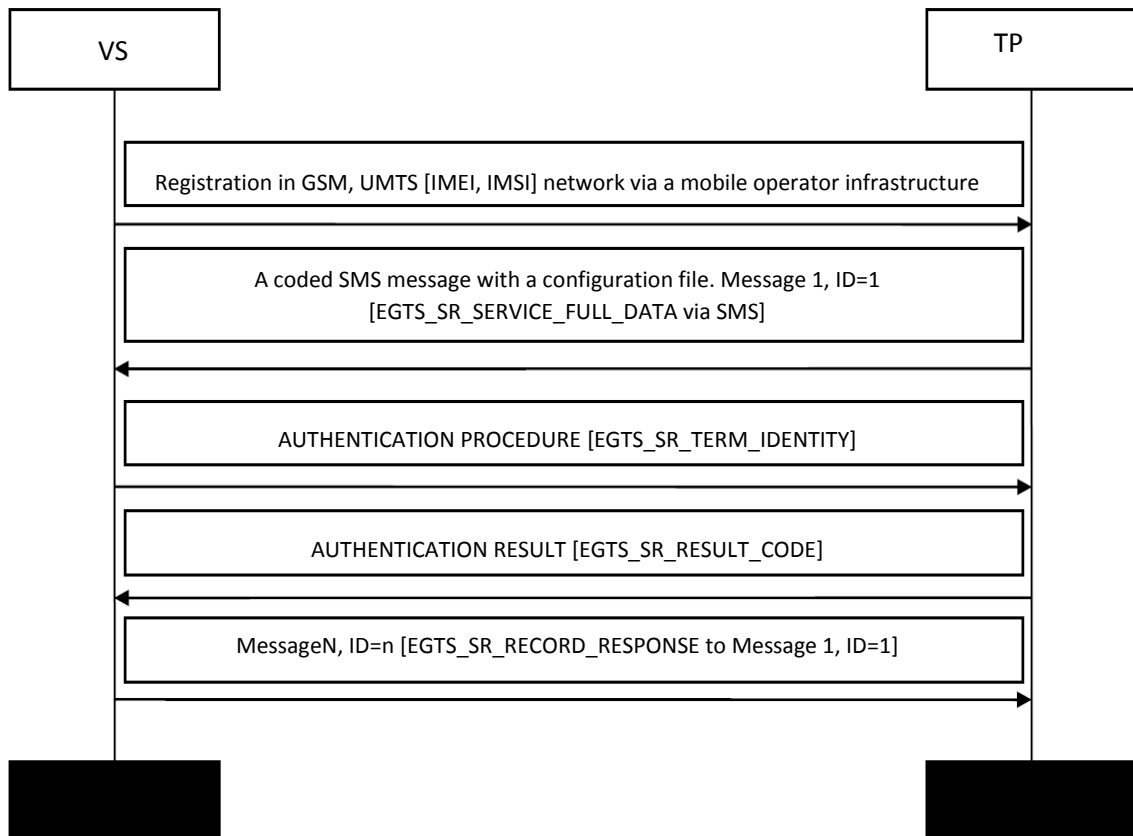 VS
TP
Registration in GSM, UMTS [IMEI, IMSI] network via a mobile operator infrastructure
A coded SMS message with a configuration file. Message 1, ID=1
[EGTS_SR_SERVICE_FULL_DATA via SMS]
AUTHENTICATION PROCEDURE [EGTS_SR_TERM_IDENTITY]
AUTHENTICATION RESULT [EGTS_SR_RESULT_CODE]
MessageN, ID=n [EGTS_SR_RECORD_RESPONSE to Message 1, ID=1]